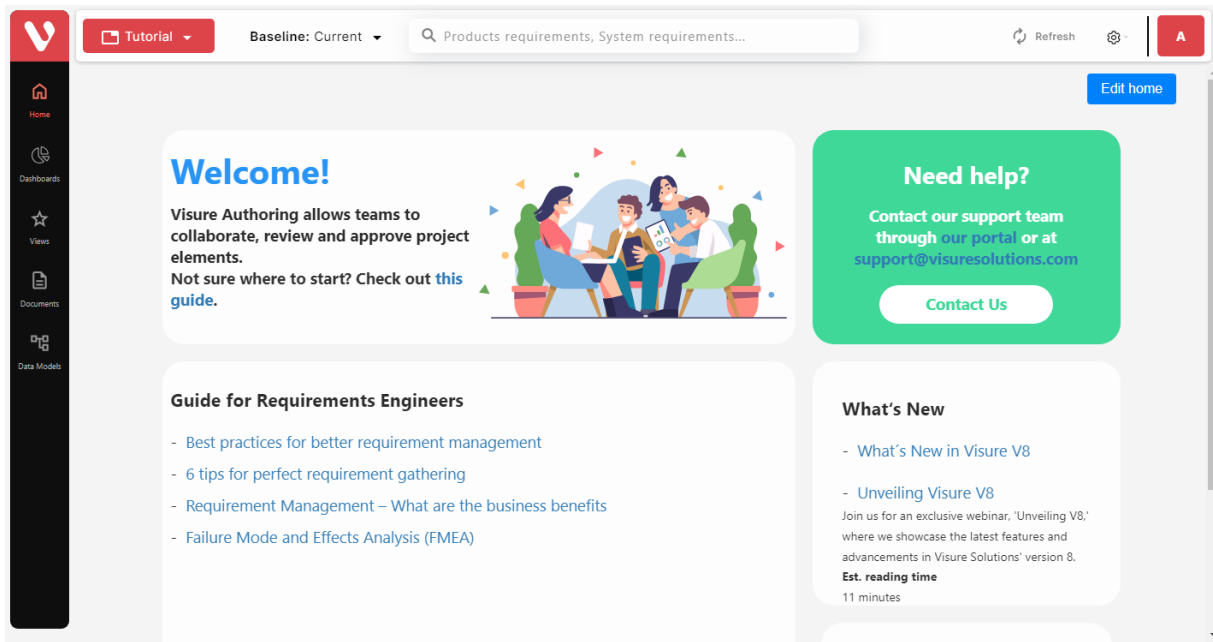 Tutorial
Baseline: Current
Products requirements, System requirements...
Refresh
A
Home
Dashboards
Views
Documents
Data Models
Edit home
Welcome!
Visure Authoring allows teams to
collaborate, review and approve project
elements.
Not sure where to start? Check out this
guide.
Need help?
Contact our support team
through our portal or at
support@visuresolutions.com
Contact Us
Guide for Requirements Engineers
- Best practices for better requirement management
- 6 tips for perfect requirement gathering
- Requirement Management – What are the business benefits
- Failure Mode and Effects Analysis (FMEA)
What's New
- What´s New in Visure V8
- Unveiling Visure V8
Join us for an exclusive webinar, 'Unveiling V8,'
where we showcase the latest features and
advancements in Visure Solutions' version 8.
Est. reading time
11 minutes